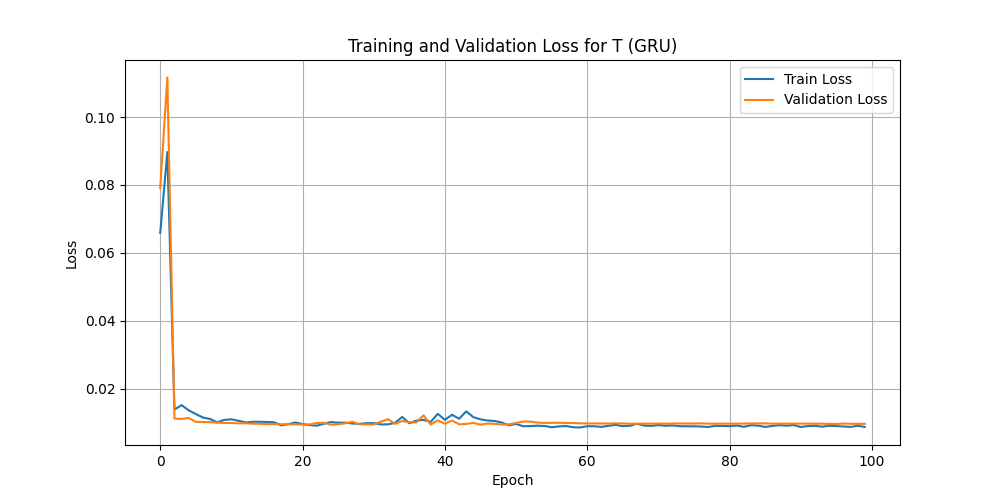 Training and Validation Loss for T (GRU)
Train Loss
Validation Loss
0.10
0.08
0.06
0.04
0.02
Loss
0 20 40 60 80 100
Epoch